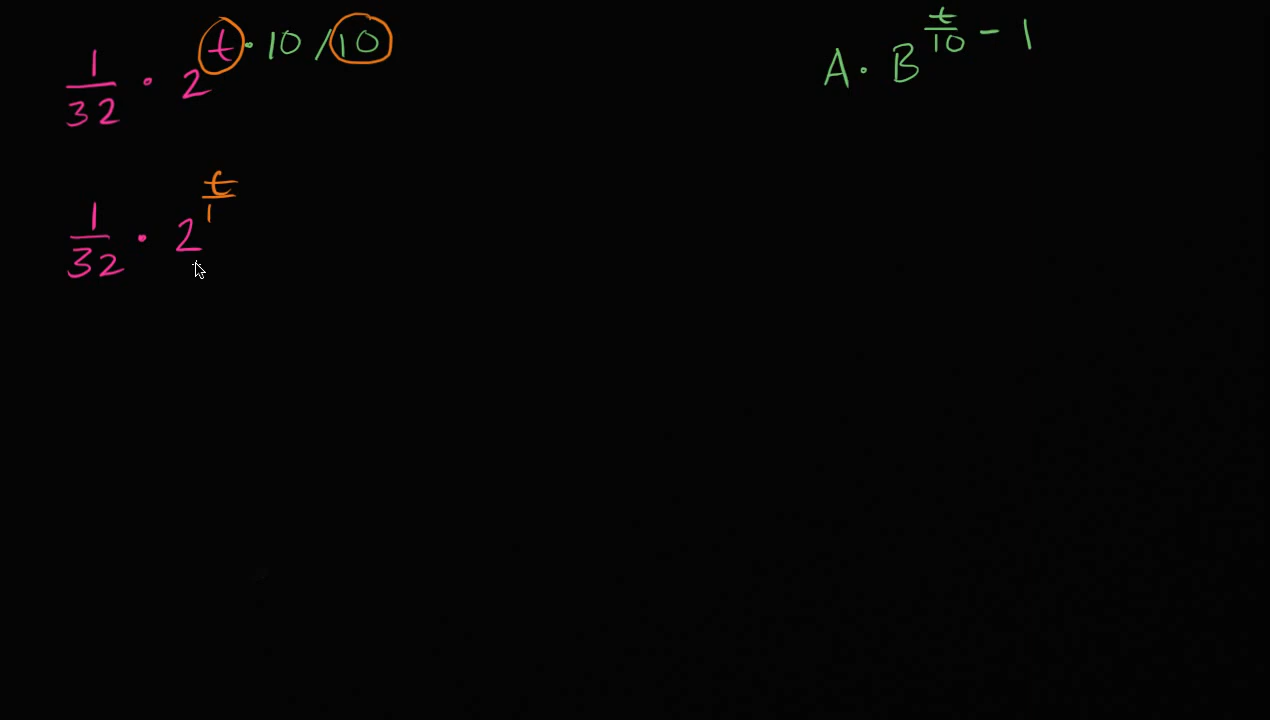 1/32 · 2^(t · 10 / 10)
A · B^(t/10 - 1)
1/32 · 2^(t/1